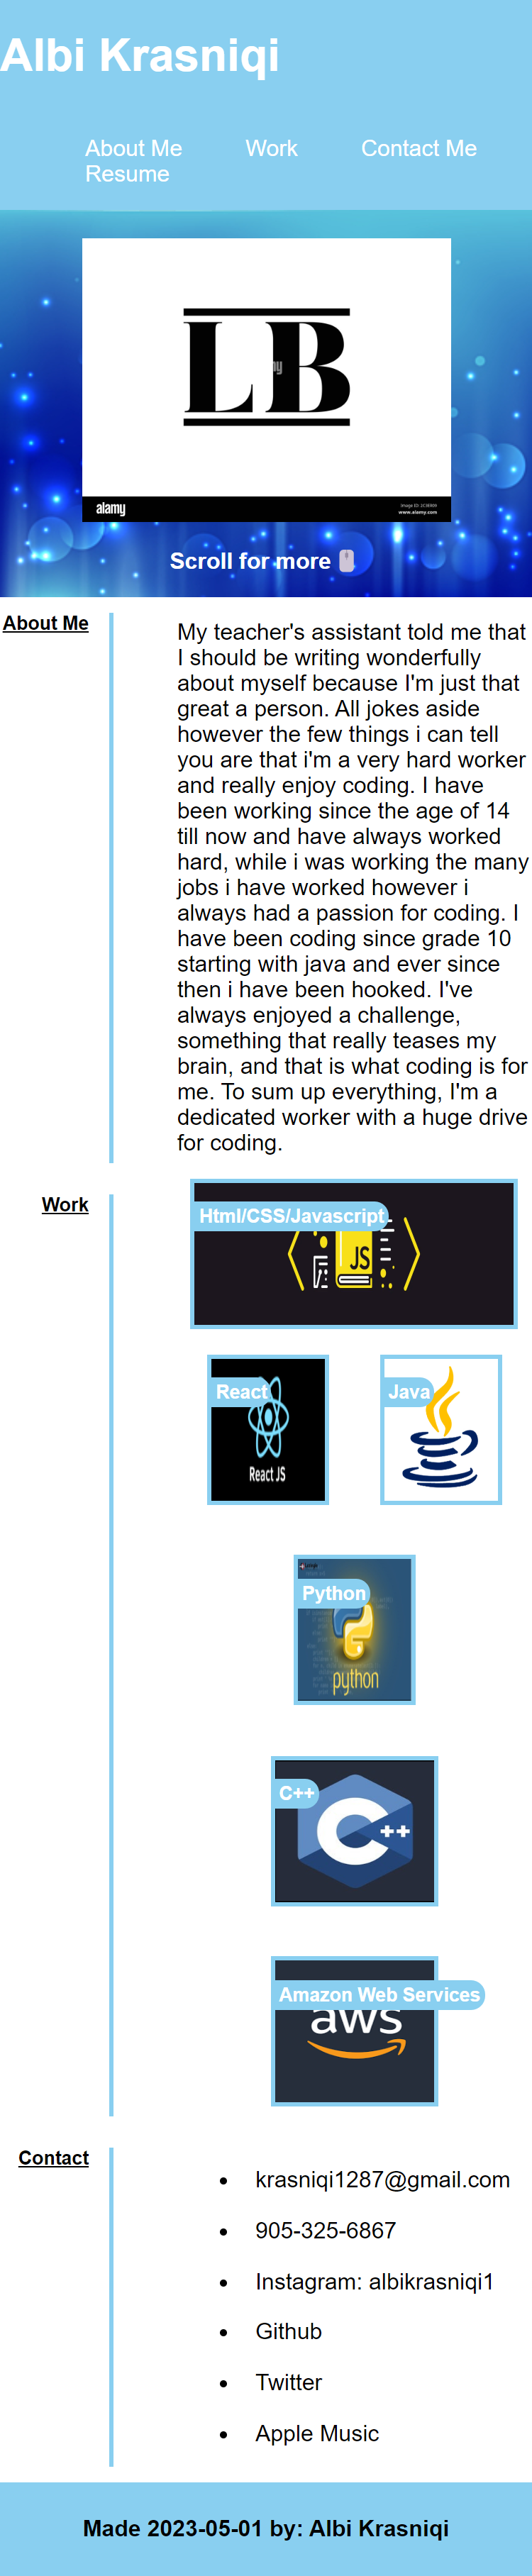 Albi Krasniqi
About Me Work Contact Me
Resume
LB
alamy
alamy
Image ID: 2C9EB09
www.alamy.com
Scroll for more
About Me
My teacher's assistant told me that
I should be writing wonderfully
about myself because I'm just that
great a person. All jokes aside
however the few things i can tell
you are that i'm a very hard worker
and really enjoy coding. I have
been working since the age of 14
till now and have always worked
hard, while i was working the many
jobs i have worked however i
always had a passion for coding. I
have been coding since grade 10
starting with java and ever since
then i have been hooked. I've
always enjoyed a challenge,
something that really teases my
brain, and that is what coding is for
me. To sum up everything, I'm a
dedicated worker with a huge drive
for coding.
Work
Html/CSS/Javascript
JS
React
React JS
Java
Python
python
C++
C++
Amazon Web Services
aws
Contact
krasniqi1287@gmail.com
905-325-6867
Instagram: albikrasniqi1
Github
Twitter
Apple Music
Made 2023-05-01 by: Albi Krasniqi